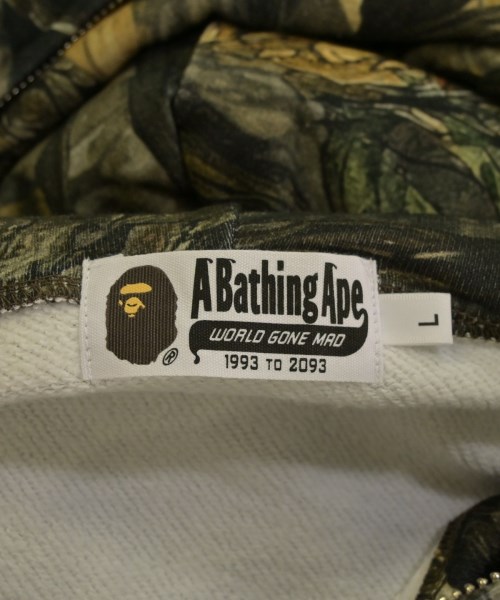 A Bathing Ape
WORLD GONE MAD
1993 TO 2093
®
L